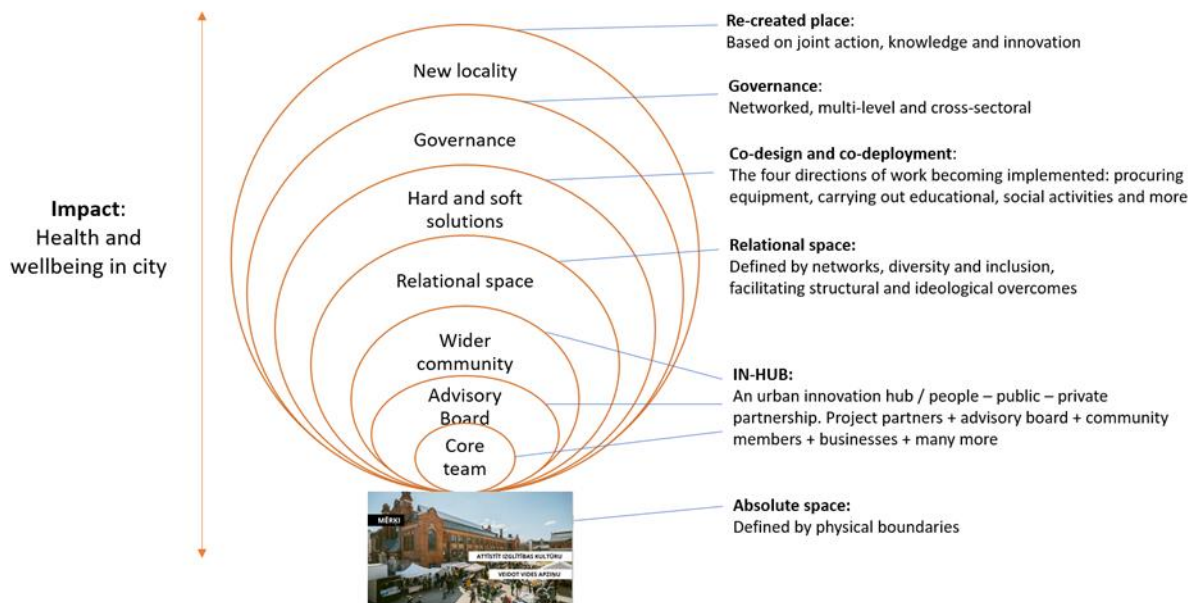 Impact:
Health and
wellbeing in city
New locality
Governance
Hard and soft
solutions
Relational space
Wider
community
Advisory
Board
Core
team
MĒRĶI
ATTĪSTĪT IZGLĪTĪBAS KULTŪRU
VEIDOT VIDES APZIŅU
Re-created place:
Based on joint action, knowledge and innovation
Governance:
Networked, multi-level and cross-sectoral
Co-design and co-deployment:
The four directions of work becoming implemented: procuring
equipment, carrying out educational, social activities and more
Relational space:
Defined by networks, diversity and inclusion,
facilitating structural and ideological overcomes
IN-HUB:
An urban innovation hub / people – public – private
partnership. Project partners + advisory board + community
members + businesses + many more
Absolute space:
Defined by physical boundaries